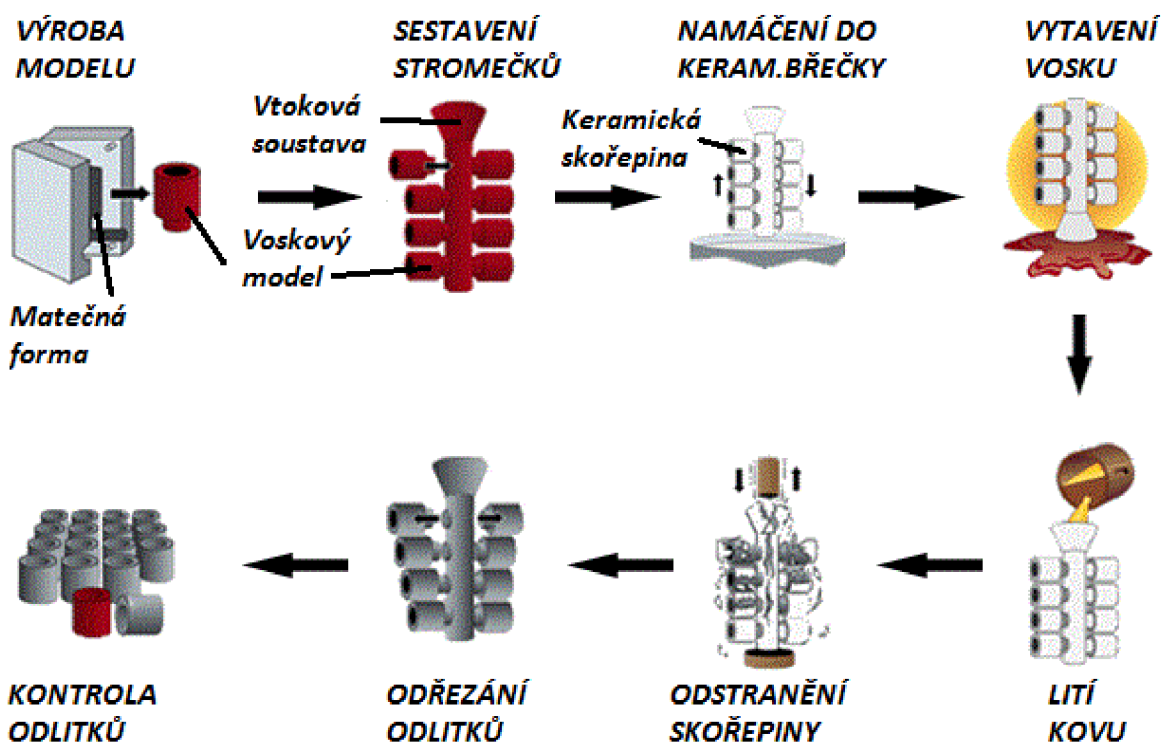 VÝROBA
MODELU
SESTAVENÍ
STROMEČKŮ
NAMÁČENÍ DO
KERAM.BŘEČKY
VYTAVENÍ
VOSKU
Vtoková
soustava
Keramická
skořepina
Voskový
model
Matečná
forma
KONTROLA
ODLITKŮ
ODŘEZÁNÍ
ODLITKŮ
ODSTRANĚNÍ
SKOŘEPINY
LITÍ
KOVU